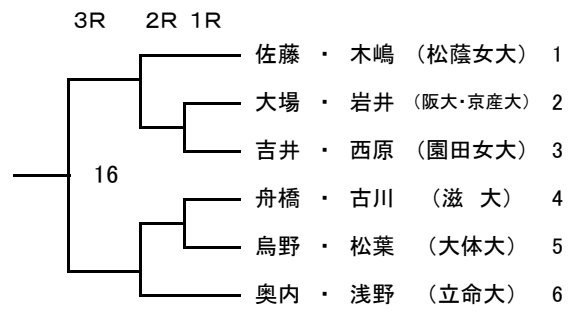 3R 2R 1R
佐藤 ・ 木嶋 (松蔭女大) 1
大場 ・ 岩井 (阪大・京産大) 2
吉井 ・ 西原 (園田女大) 3
16
舟橋 ・ 古川 (滋 大) 4
烏野 ・ 松葉 (大体大) 5
奥内 ・ 浅野 (立命大) 6